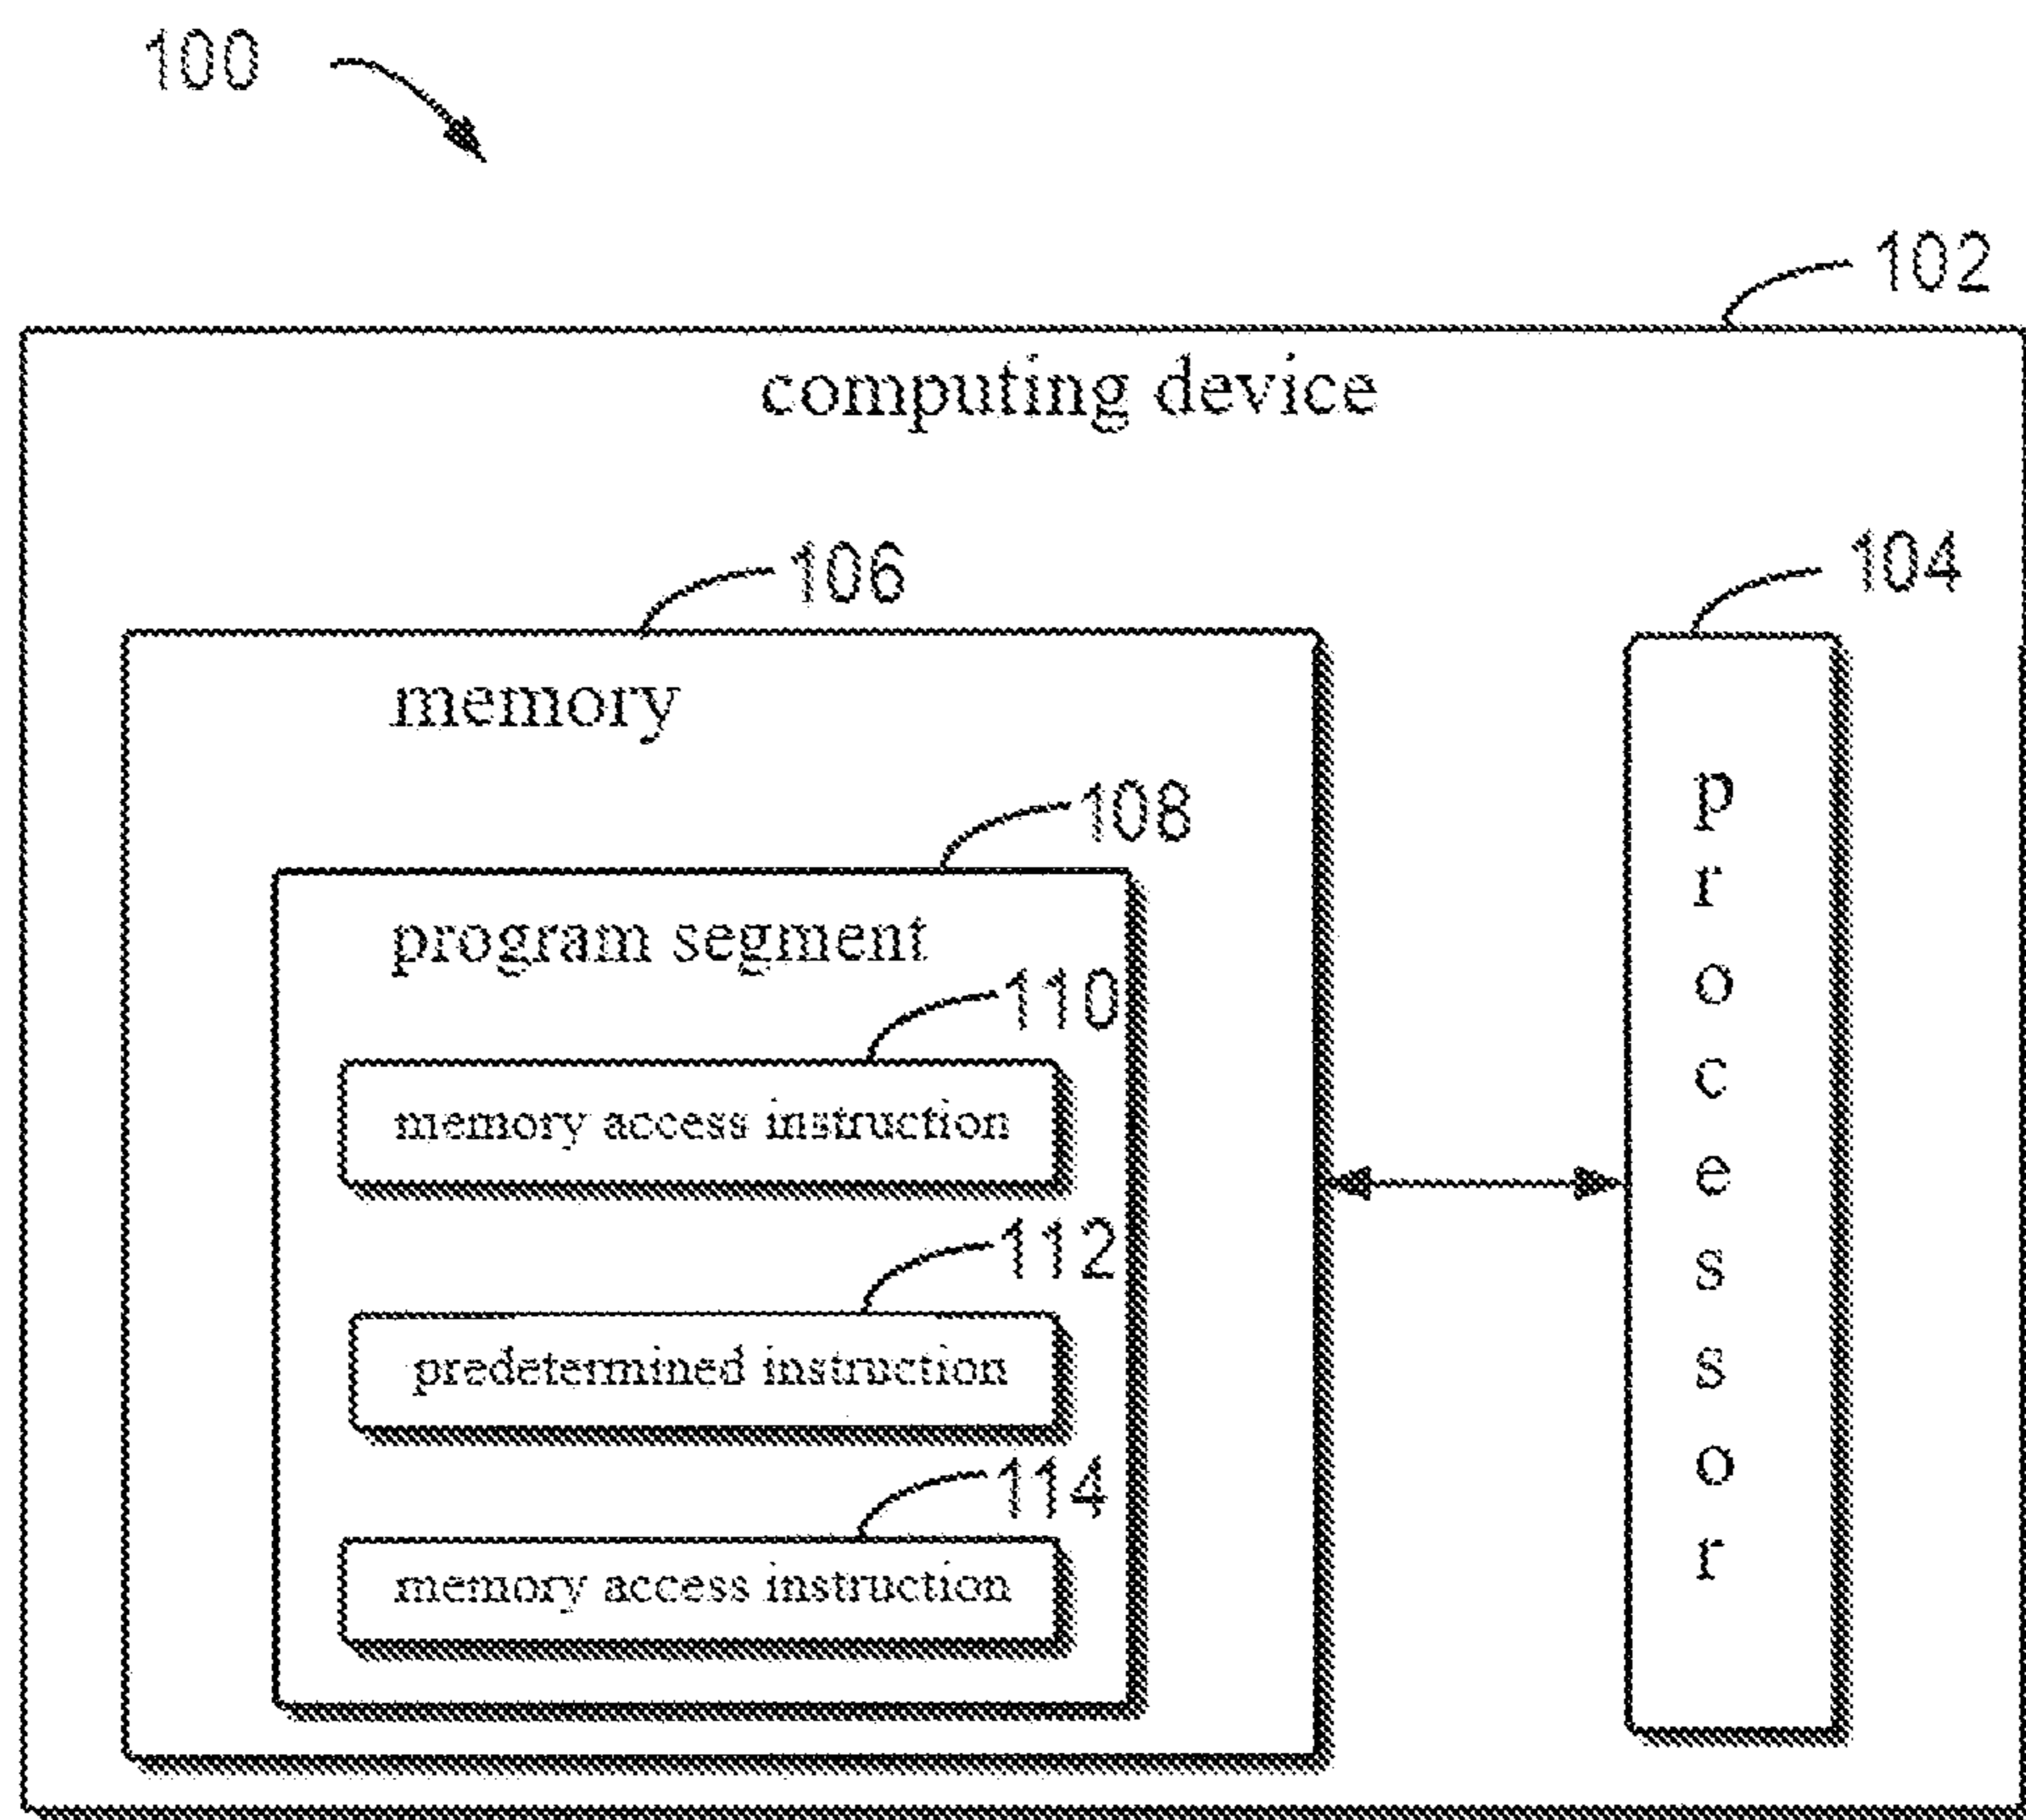 100
102
computing device
106
104
memory
processor
108
program segment
110
memory access instruction
112
predetermined instruction
114
memory access instruction